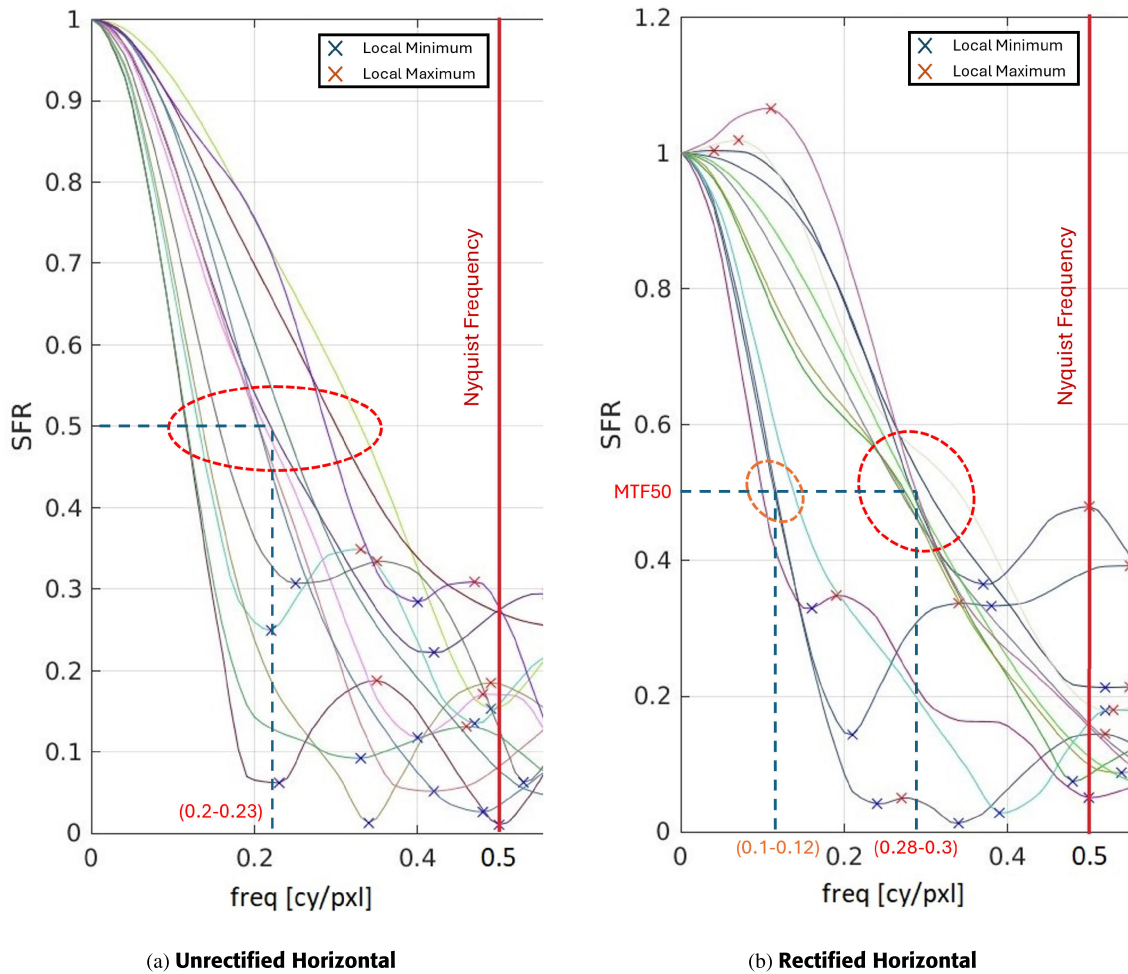 1
0.9
0.8
0.7
0.6
0.5
0.4
0.3
0.2
0.1
0
SFR
Local Minimum
Local Maximum
Nyquist Frequency
(0.2-0.23)
0
0.2
0.4
0.5
freq [cy/pxl]
(a) Unrectified Horizontal
1.2
1
0.8
0.6
0.4
0.2
0
SFR
MTF50
Local Minimum
Local Maximum
Nyquist Frequency
0
0.2
0.4
0.5
(0.1-0.12)
(0.28-0.3)
freq [cy/pxl]
(b) Rectified Horizontal